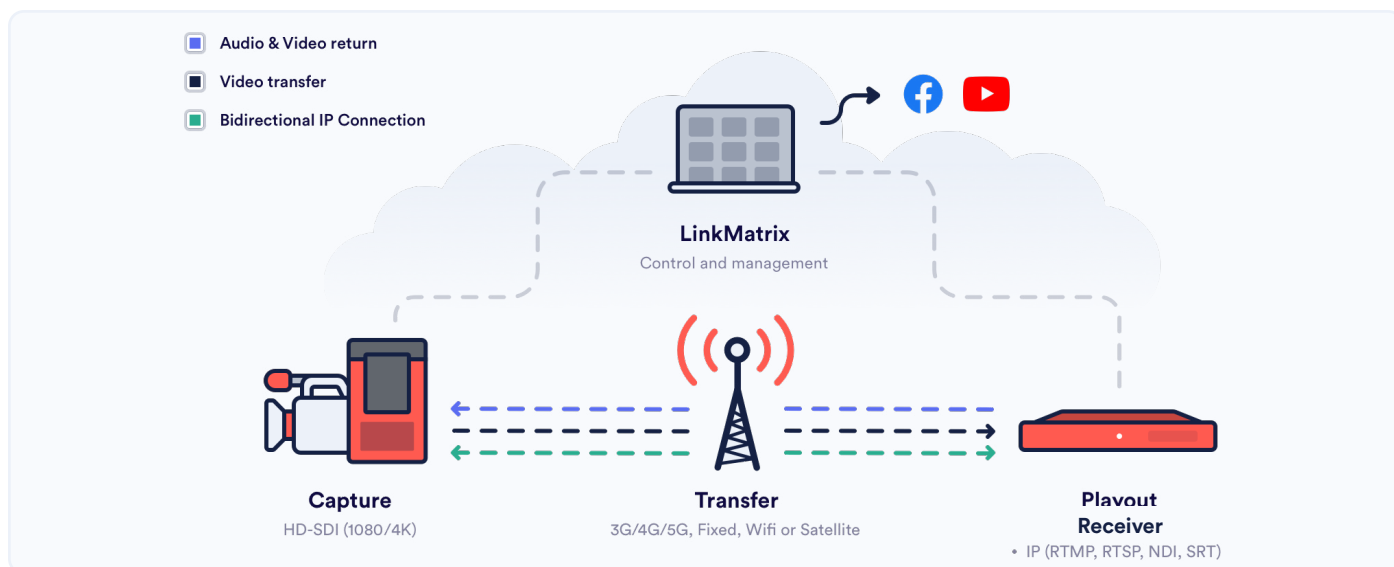 Audio & Video return
Video transfer
Bidirectional IP Connection
LinkMatrix
Control and management
Capture
HD-SDI (1080/4K)
Transfer
3G/4G/5G, Fixed, Wifi or Satellite
Playout
Receiver
• IP (RTMP, RTSP, NDI, SRT)